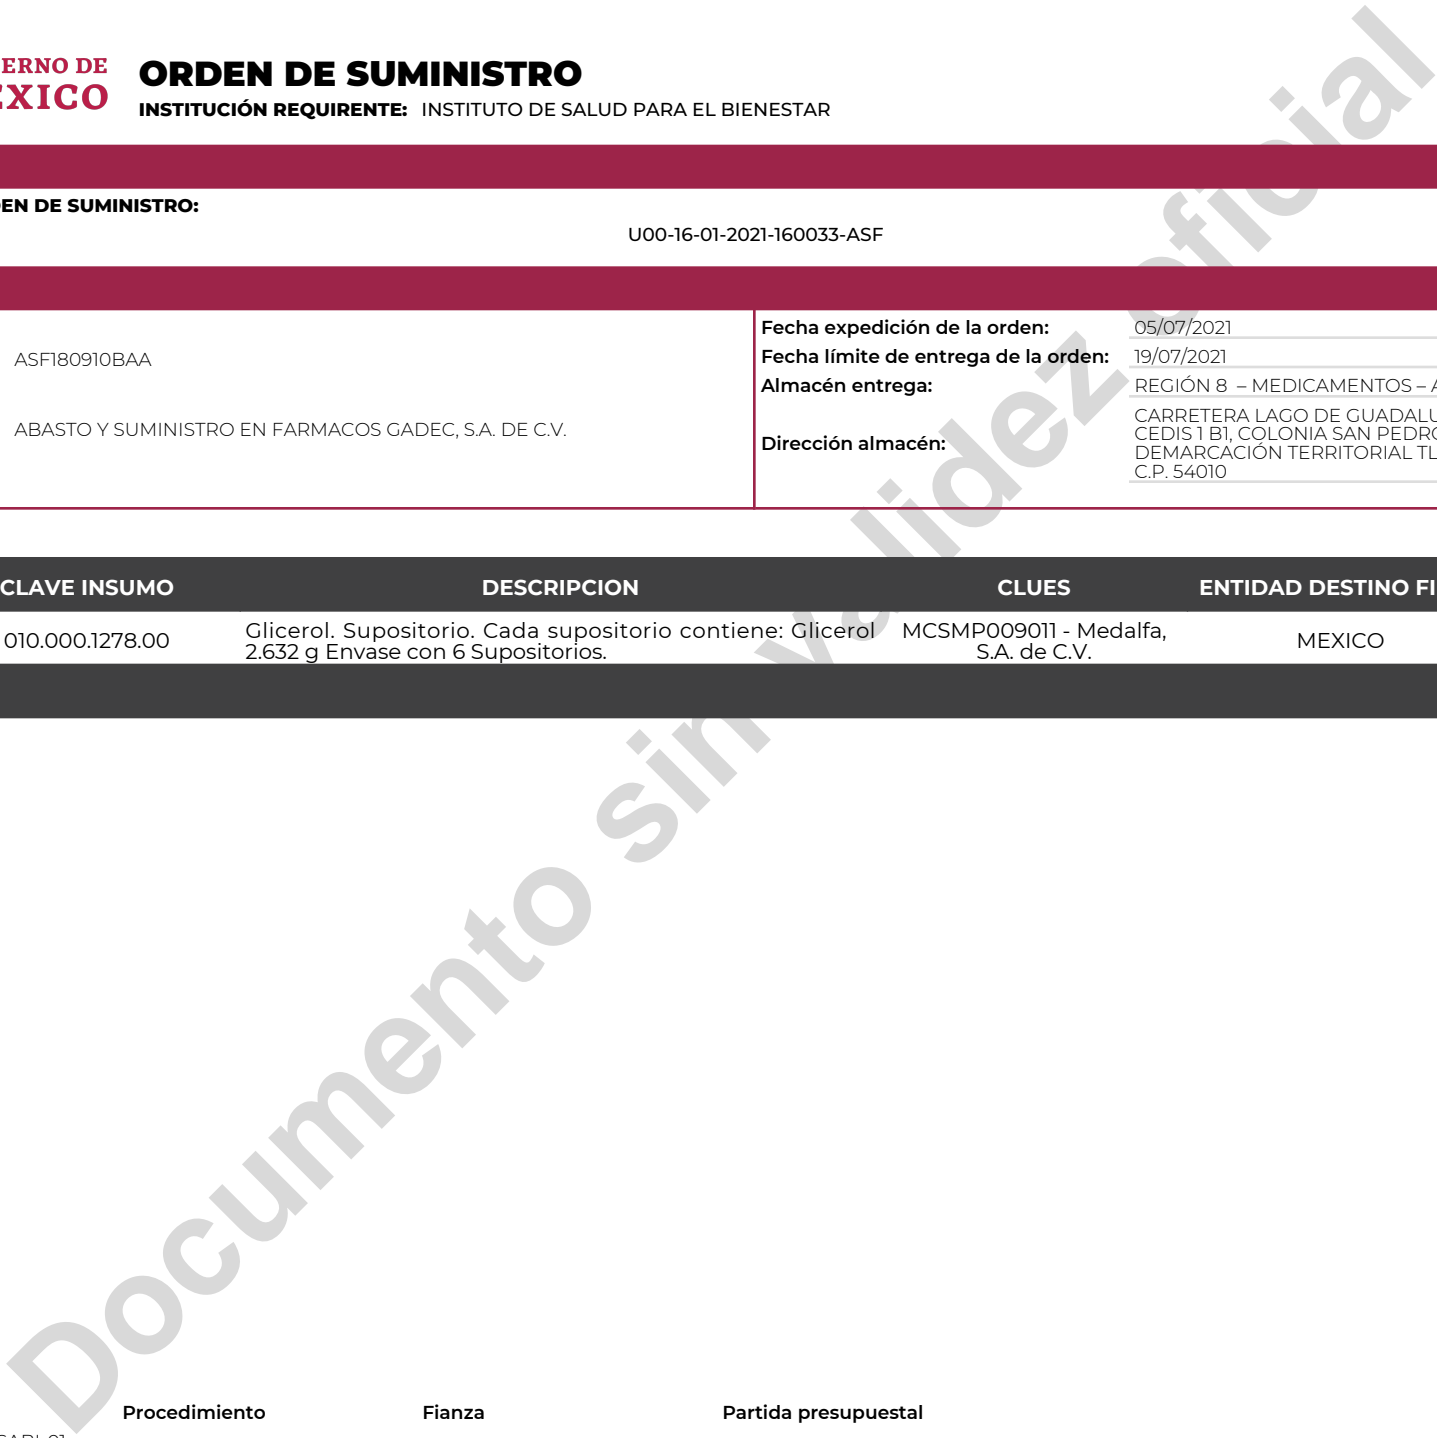 ERNO DE
EXICO
ORDEN DE SUMINISTRO
INSTITUCIÓN REQUIRENTE: INSTITUTO DE SALUD PARA EL BIENESTAR
EN DE SUMINISTRO:
U00-16-01-2021-160033-ASF
ASF180910BAA
ABASTO Y SUMINISTRO EN FARMACOS GADEC, S.A. DE C.V.
Fecha expedición de la orden: 05/07/2021
Fecha límite de entrega de la orden: 19/07/2021
Almacén entrega: REGIÓN 8 – MEDICAMENTOS – A
Dirección almacén:
CARRETERA LAGO DE GUADALU
CEDIS 1 B1, COLONIA SAN PEDRO
DEMARCACIÓN TERRITORIAL TL
C.P. 54010
CLAVE INSUMO DESCRIPCION CLUES ENTIDAD DESTINO FI
010.000.1278.00
Glicerol. Supositorio. Cada supositorio contiene: Glicerol
2.632 g Envase con 6 Supositorios.
MCSMP009011 - Medalfa,
S.A. de C.V.
MEXICO
Documento sin validez oficial
Procedimiento Fianza Partida presupuestal